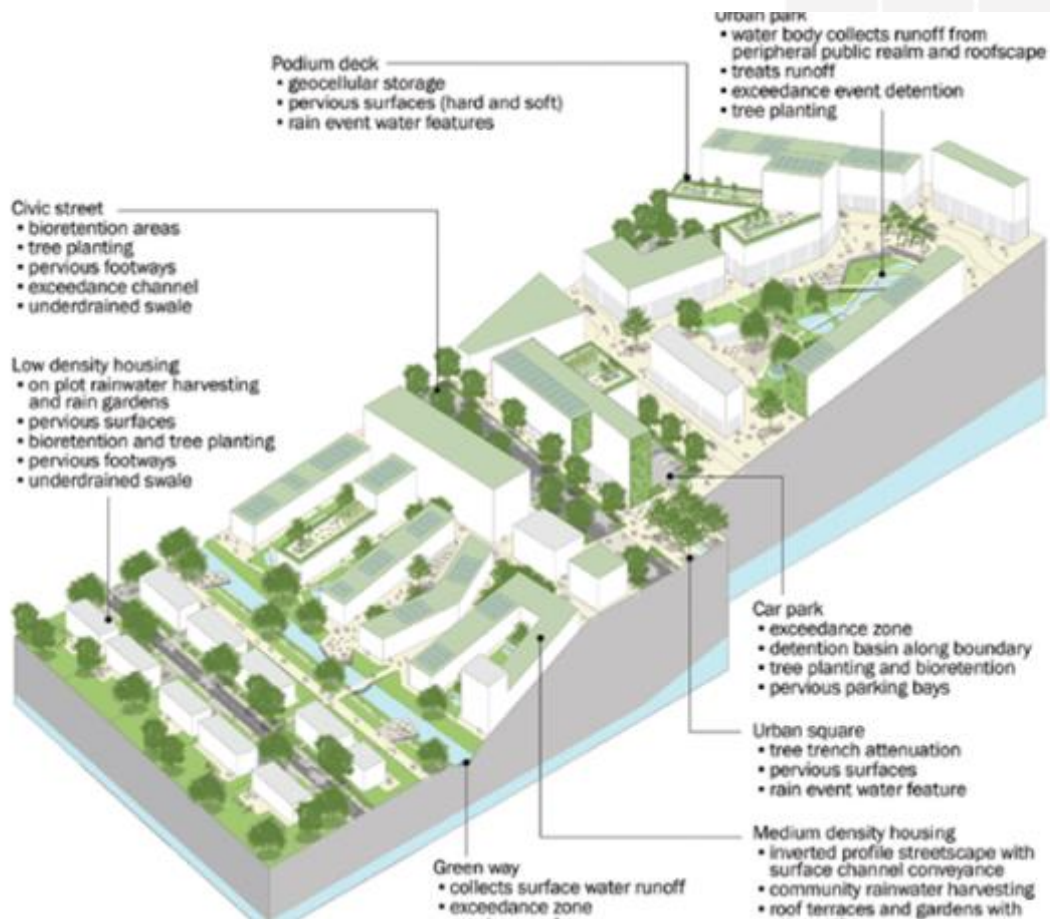 Urban park
• water body collects runoff from
peripheral public realm and roofscape
• treats runoff
• exceedance event detention
• tree planting
Podium deck
• geocellular storage
• pervious surfaces (hard and soft)
• rain event water features
Civic street
• bioretention areas
• tree planting
• pervious footways
• exceedance channel
• underdrained swale
Low density housing
• on plot rainwater harvesting
and rain gardens
• pervious surfaces
• bioretention and tree planting
• pervious footways
• underdrained swale
Car park
• exceedance zone
• detention basin along boundary
• tree planting and bioretention
• pervious parking bays
Urban square
• tree trench attenuation
• pervious surfaces
• rain event water feature
Medium density housing
• inverted profile streetscape with
surface channel conveyance
• community rainwater harvesting
• roof terraces and gardens with
Green way
• collects surface water runoff
• exceedance zone